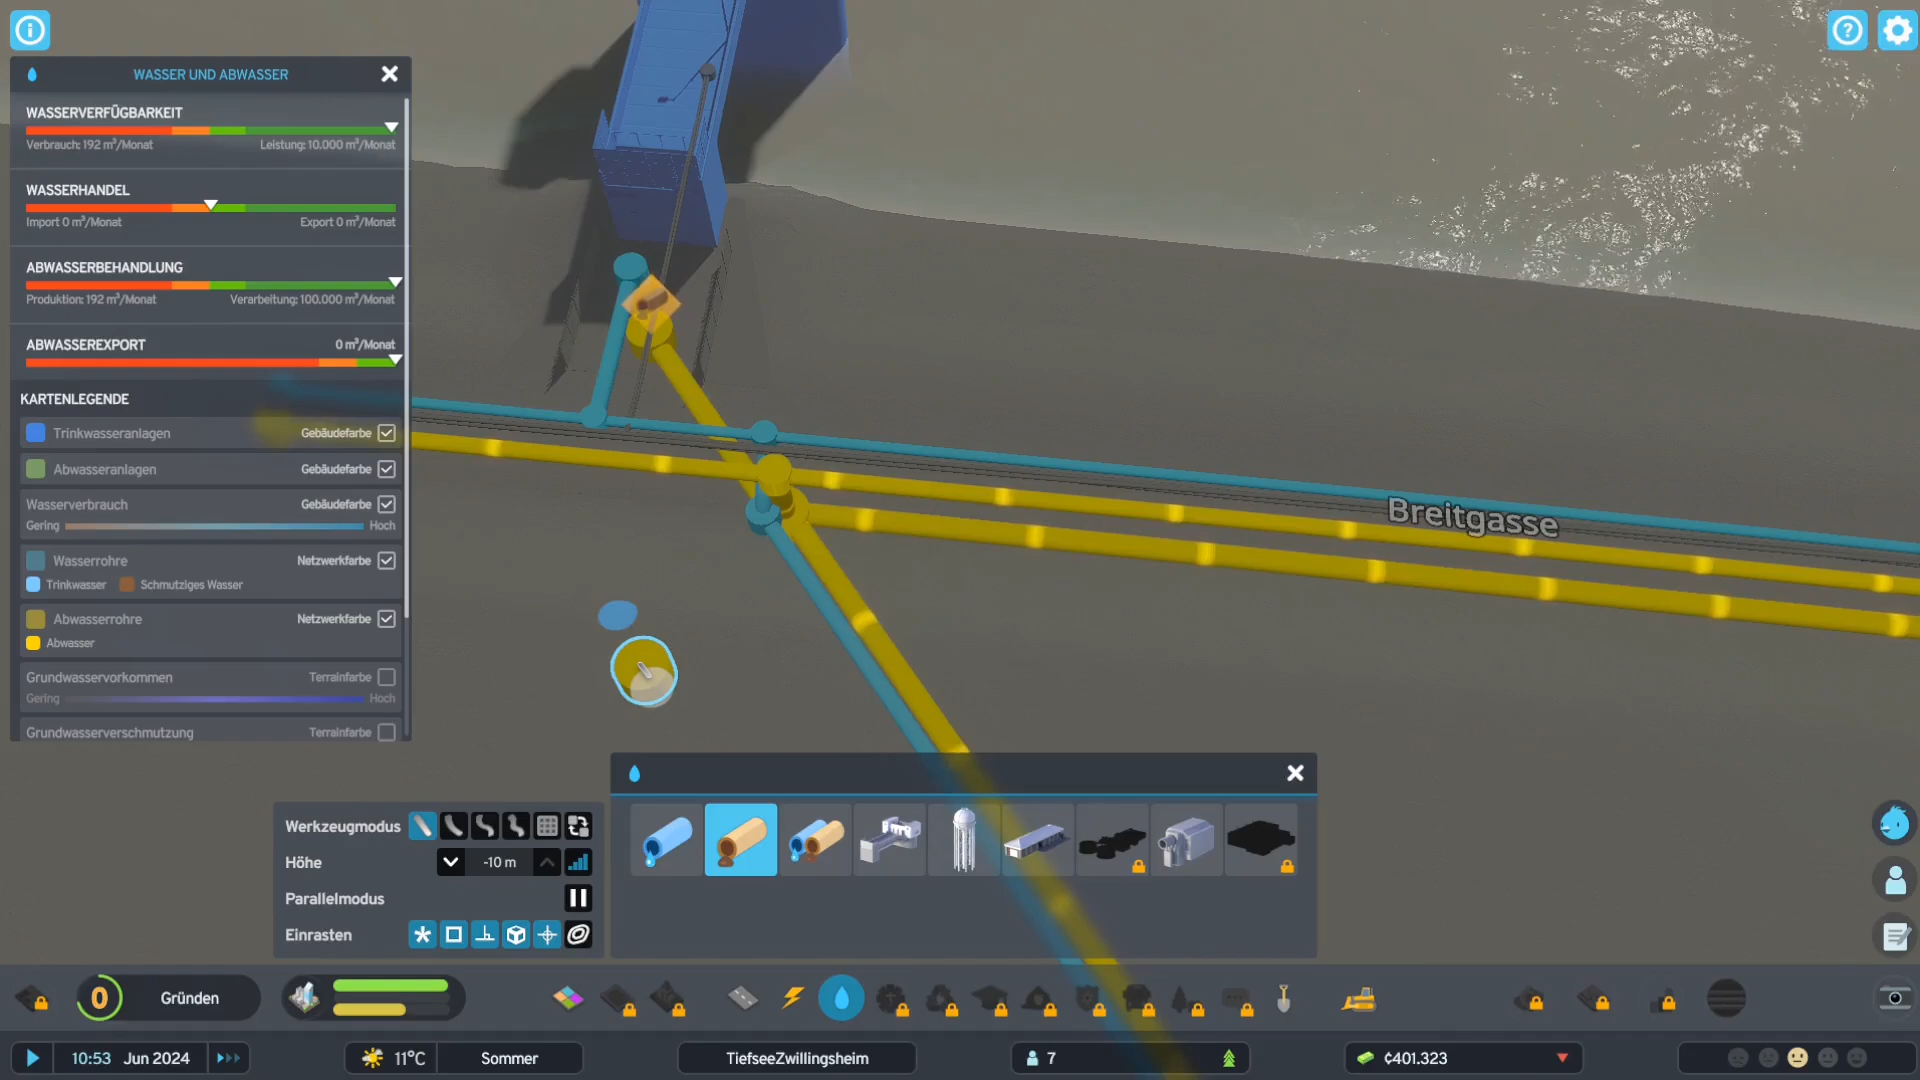 WASSER UND ABWASSER
WASSERVERFÜGBARKEIT
Verbrauch: 192 m³/Monat Leistung: 10.000 m³/Monat
WASSERHANDEL
Import 0 m³/Monat Export 0 m³/Monat
ABWASSERBEHANDLUNG
Produktion: 192 m³/Monat Verarbeitung: 100.000 m³/Monat
ABWASSEREXPORT 0 m³/Monat
KARTENLEGENDE
Trinkwasseranlagen Gebäudefarbe
Abwasseranlagen Gebäudefarbe
Wasserverbrauch Gebäudefarbe
Gering Hoch
Wasserrohre Netzwerkfarbe
Trinkwasser Schmutziges Wasser
Abwasserrohre Netzwerkfarbe
Abwasser
Grundwasservorkommen Terrainfarbe
Gering Hoch
Grundwasserverschmutzung Terrainfarbe
Breitgasse
Werkzeugmodus
Höhe -10 m
Parallelmodus
Einrasten
0 Gründen
10:53 Jun 2024
11°C Sommer
TiefseeZwillingsheim
7
¢401.323